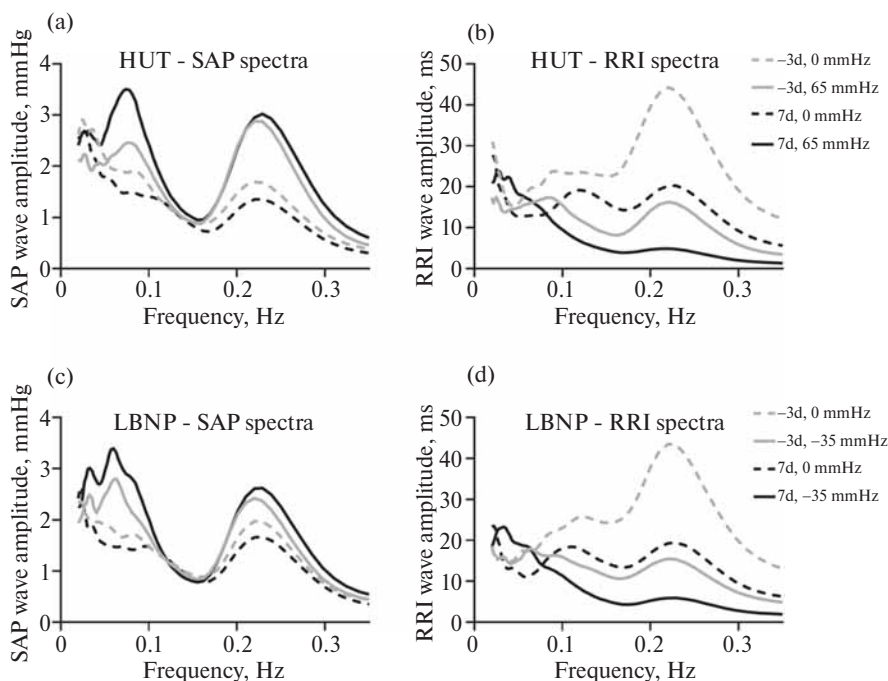 (a)
HUT - SAP spectra
SAP wave amplitude, mmHg
4
3
2
1
0
0
0.1
0.2
0.3
Frequency, Hz
(b)
HUT - RRI spectra
RRI wave amplitude, ms
50
40
30
20
10
0
0
0.1
0.2
0.3
Frequency, Hz
–3d, 0 mmHz
–3d, 65 mmHz
7d, 0 mmHz
7d, 65 mmHz
(c)
LBNP - SAP spectra
SAP wave amplitude, mmHg
4
3
2
1
0
0
0.1
0.2
0.3
Frequency, Hz
(d)
LBNP - RRI spectra
RRI wave amplitude, ms
50
40
30
20
10
0
0
0.1
0.2
0.3
Frequency, Hz
–3d, 0 mmHz
–3d, –35 mmHz
7d, 0 mmHz
7d, –35 mmHz